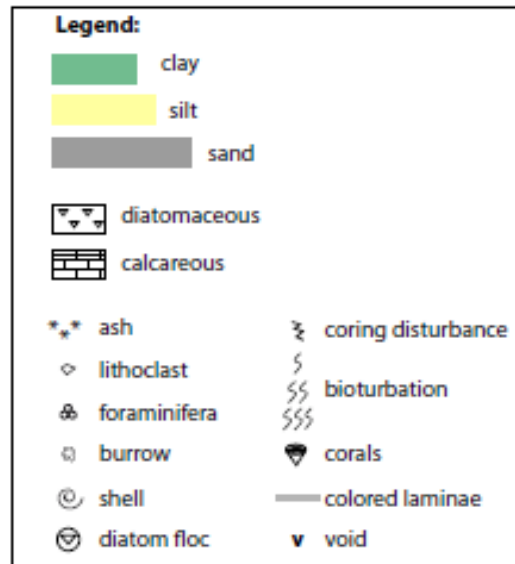 Legend:
clay
silt
sand
diatomaceous
calcareous
ash
coring disturbance
lithoclast
bioturbation
foraminifera
burrow
corals
shell
colored laminae
diatom floc
v void